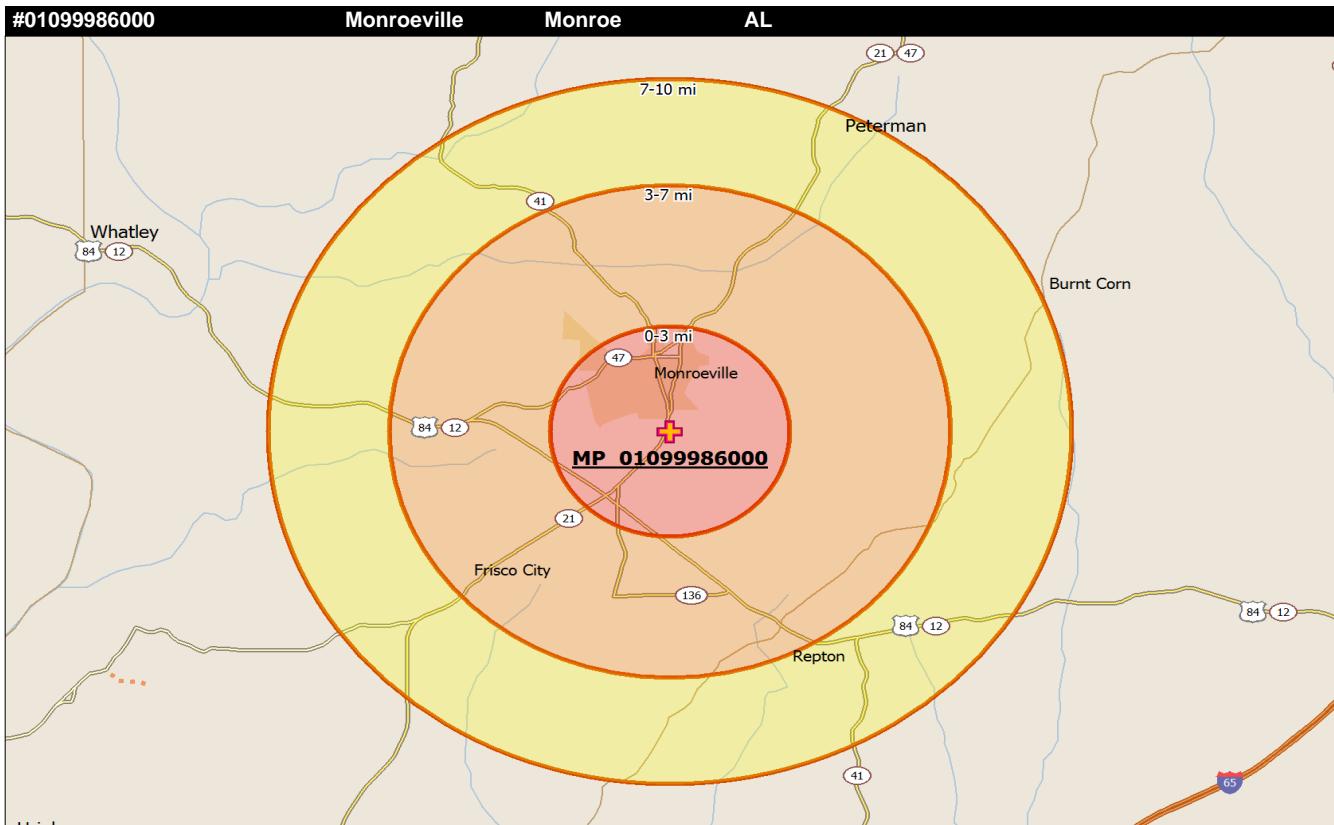 #01099986000 Monroeville Monroe AL
21 47
7-10 mi
Peterman
3-7 mi
41
Whatley
84 12
Burnt Corn
0-3 mi
47
Monroeville
84 12
MP 01099986000
21
Frisco City
136
84 12
84 12
Repton
41
65